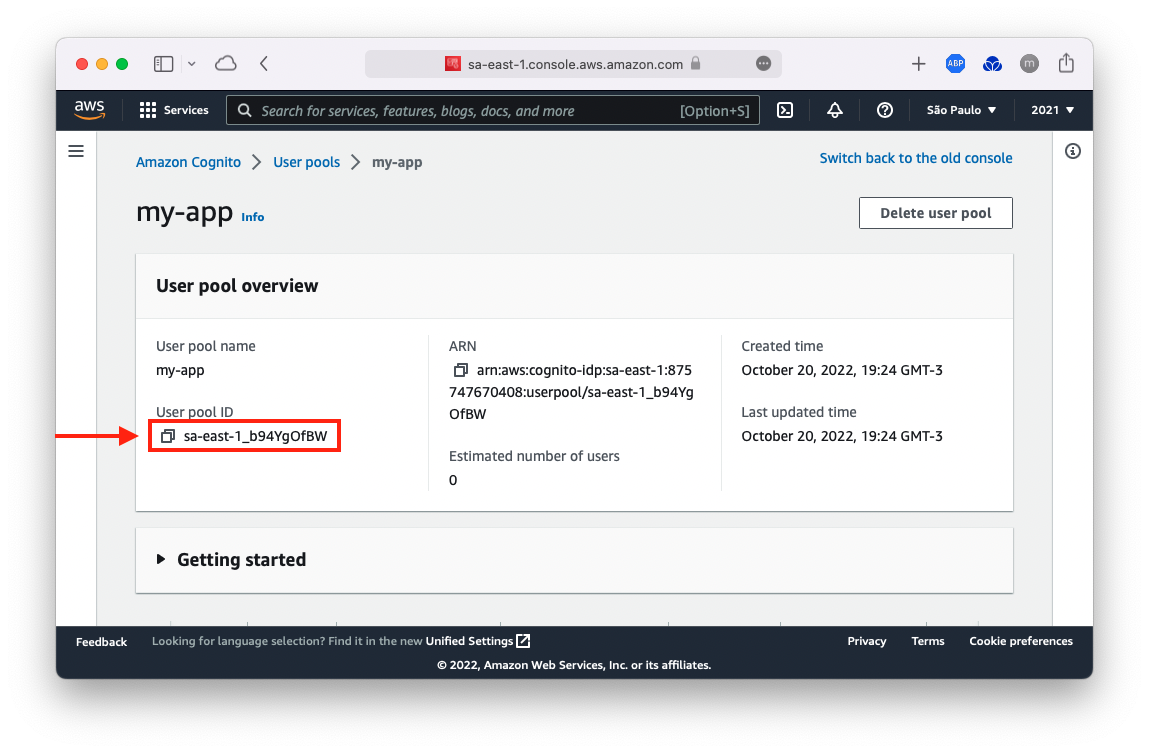 sa-east-1.console.aws.amazon.com
ABP
m
aws
Services
Search for services, features, blogs, docs, and more
[Option+S]
São Paulo
2021
Amazon Cognito
User pools
my-app
Switch back to the old console
my-app Info
Delete user pool
User pool overview
User pool name
my-app
User pool ID
sa-east-1_b94YgOfBW
ARN
arn:aws:cognito-idp:sa-east-1:875
747670408:userpool/sa-east-1_b94Yg
OfBW
Estimated number of users
0
Created time
October 20, 2022, 19:24 GMT-3
Last updated time
October 20, 2022, 19:24 GMT-3
Getting started
Feedback
Looking for language selection? Find it in the new Unified Settings
Privacy
Terms
Cookie preferences
© 2022, Amazon Web Services, Inc. or its affiliates.